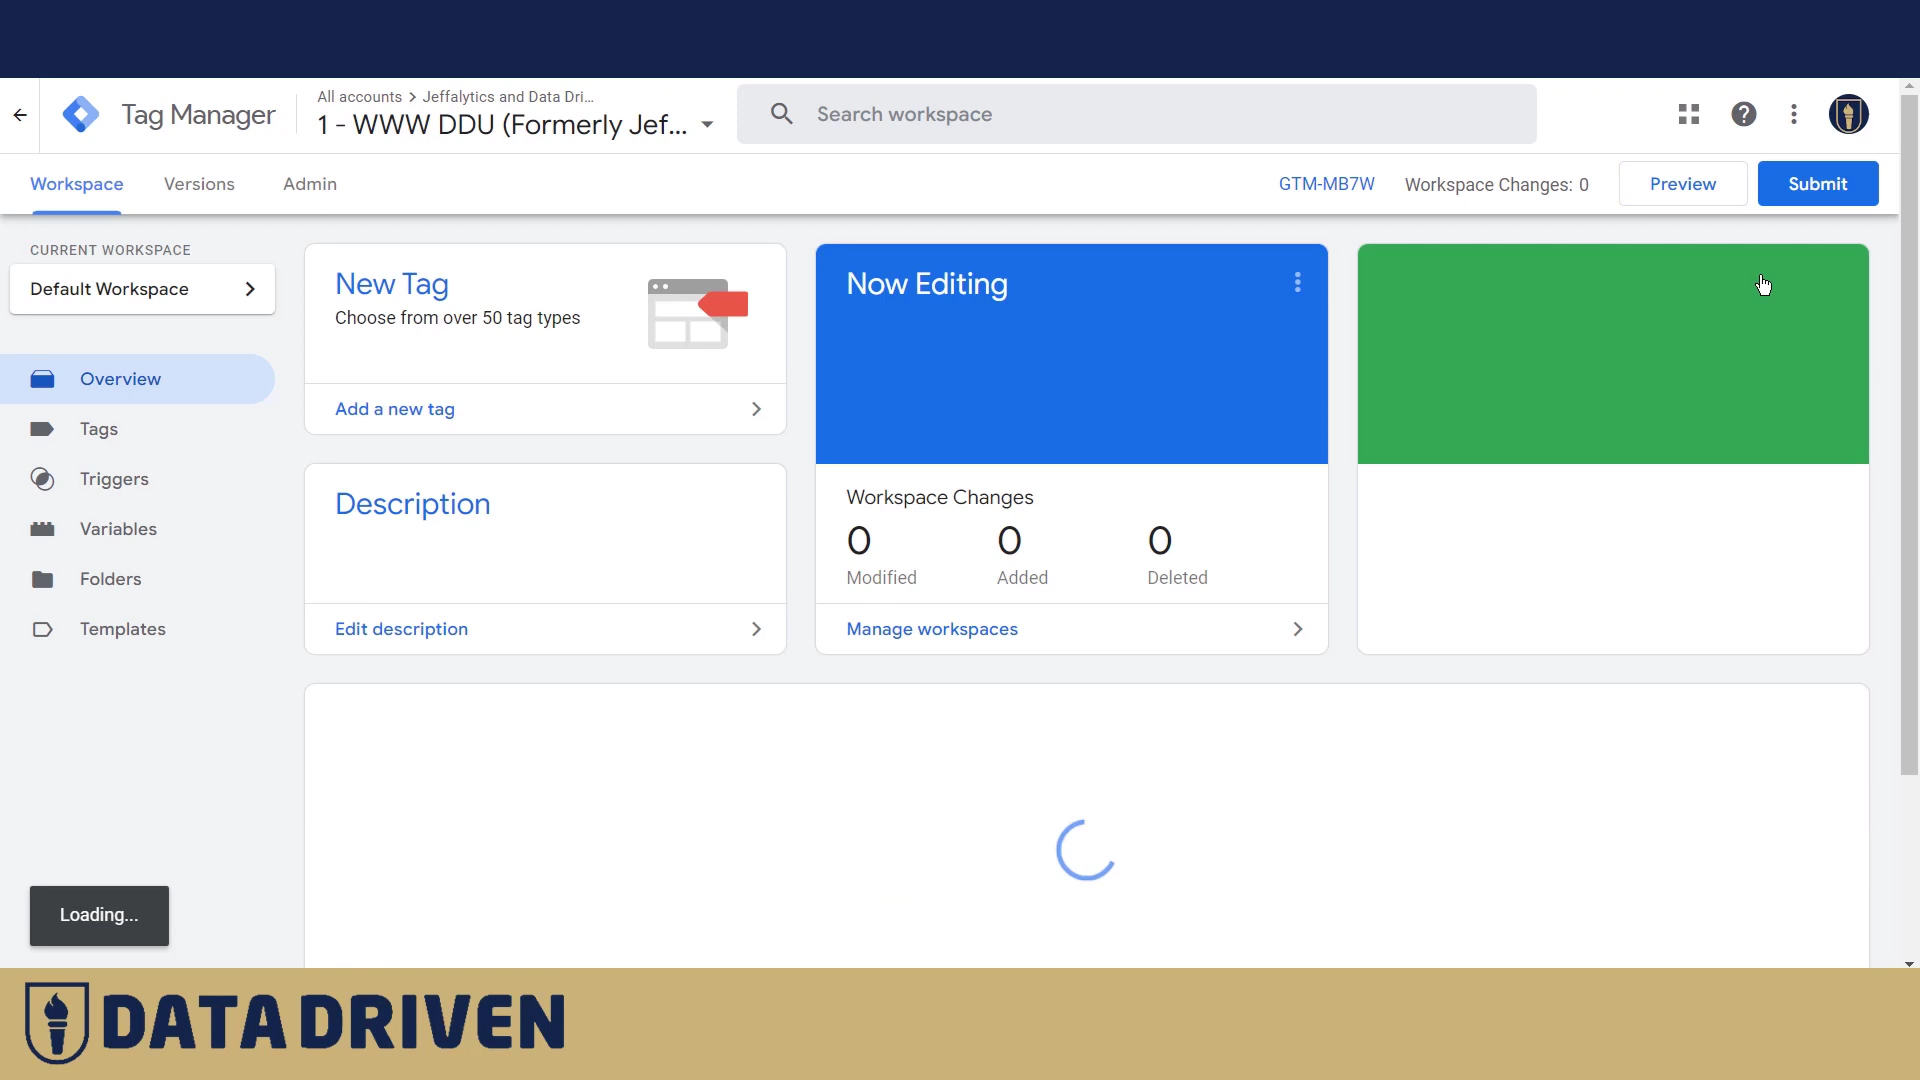 Tag Manager
All accounts > Jeffalytics and Data Dri...
1 - WWW DDU (Formerly Jef...
Search workspace
Workspace
Versions
Admin
GTM-MB7W
Workspace Changes: 0
Preview
Submit
CURRENT WORKSPACE
Default Workspace
Overview
Tags
Triggers
Variables
Folders
Templates
New Tag
Choose from over 50 tag types
Add a new tag
Description
Edit description
Now Editing
Workspace Changes
0 0 0
Modified Added Deleted
Manage workspaces
Loading...
DATA DRIVEN